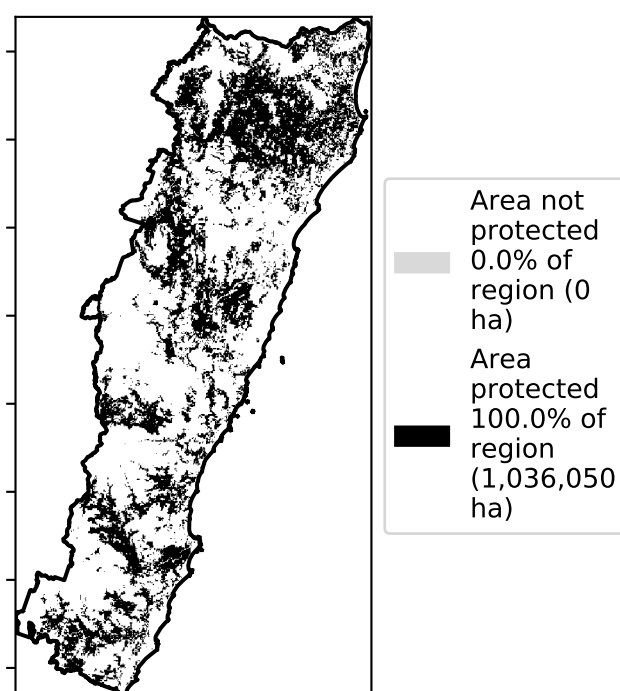 Area not
protected
0.0% of
region (0
ha)
Area
protected
100.0% of
region
(1,036,050
ha)